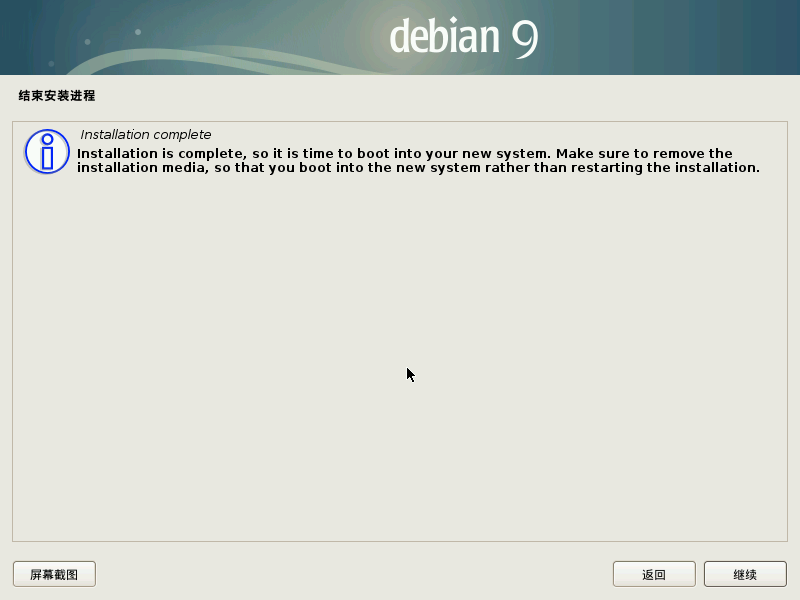 debian 9
结束安装进程
Installation complete
Installation is complete, so it is time to boot into your new system. Make sure to remove the
installation media, so that you boot into the new system rather than restarting the installation.
屏幕截图
返回
继续